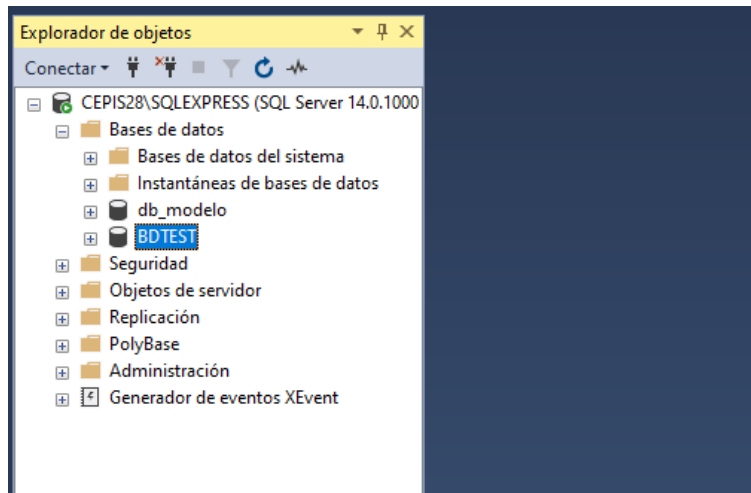 Explorador de objetos
Conectar
CEPIS28\SQLEXPRESS (SQL Server 14.0.1000
Bases de datos
Bases de datos del sistema
Instantáneas de bases de datos
db_modelo
BDTEST
Seguridad
Objetos de servidor
Replicación
PolyBase
Administración
Generador de eventos XEvent